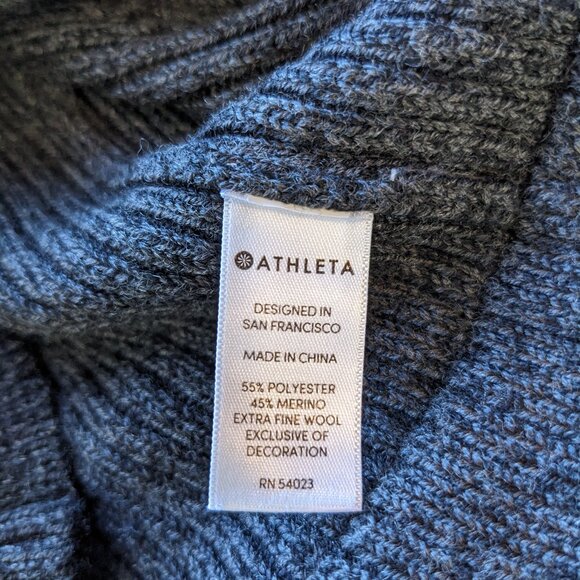 ATHLETA
DESIGNED IN
SAN FRANCISCO
MADE IN CHINA
55% POLYESTER
45% MERINO
EXTRA FINE WOOL
EXCLUSIVE OF
DECORATION
RN 54023